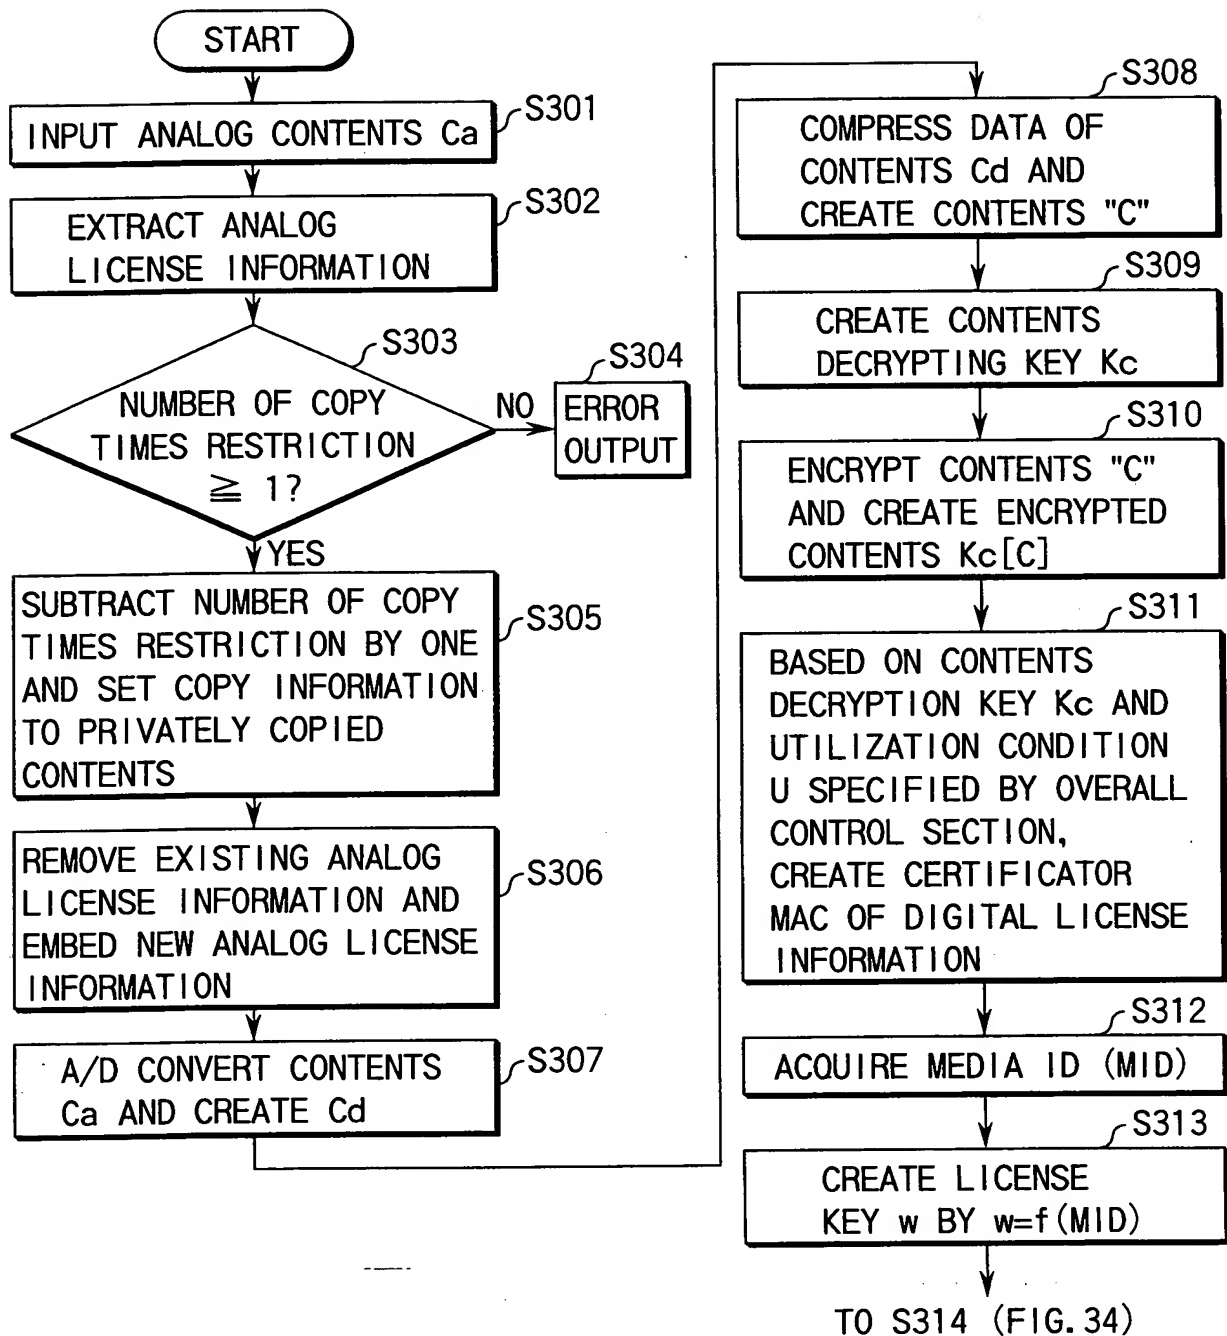 START
S301
INPUT ANALOG CONTENTS Ca
S302
EXTRACT ANALOG
LICENSE INFORMATION
S303
NUMBER OF COPY
TIMES RESTRICTION
≧ 1?
NO
S304
ERROR
OUTPUT
YES
S305
SUBTRACT NUMBER OF COPY
TIMES RESTRICTION BY ONE
AND SET COPY INFORMATION
TO PRIVATELY COPIED
CONTENTS
S306
REMOVE EXISTING ANALOG
LICENSE INFORMATION AND
EMBED NEW ANALOG LICENSE
INFORMATION
S307
A/D CONVERT CONTENTS
Ca AND CREATE Cd
S308
COMPRESS DATA OF
CONTENTS Cd AND
CREATE CONTENTS "C"
S309
CREATE CONTENTS
DECRYPTING KEY Kc
S310
ENCRYPT CONTENTS "C"
AND CREATE ENCRYPTED
CONTENTS Kc[C]
S311
BASED ON CONTENTS
DECRYPTION KEY Kc AND
UTILIZATION CONDITION
U SPECIFIED BY OVERALL
CONTROL SECTION,
CREATE CERTIFICATOR
MAC OF DIGITAL LICENSE
INFORMATION
S312
ACQUIRE MEDIA ID (MID)
S313
CREATE LICENSE
KEY w BY w=f(MID)
TO S314 (FIG.34)